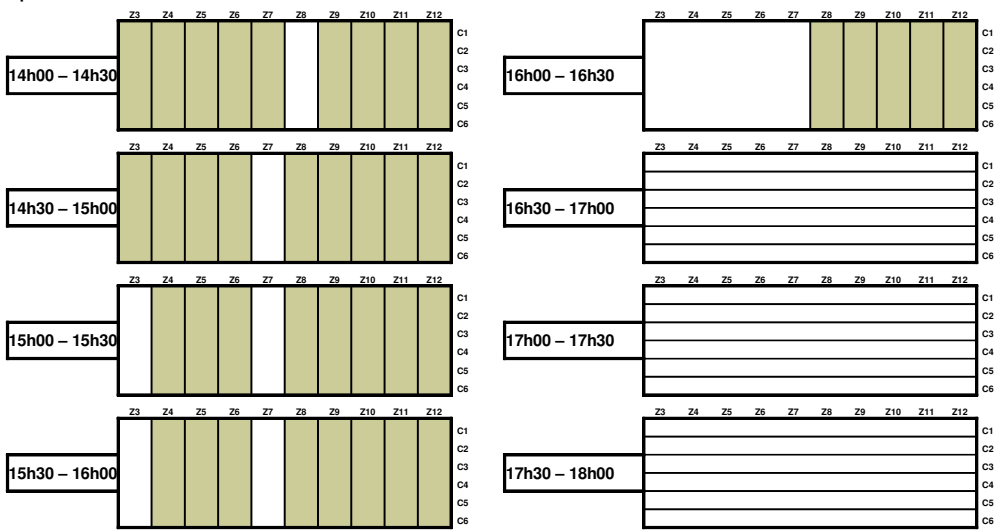 Z3 Z4 Z5 Z6 Z7 Z8 Z9 Z10 Z11 Z12
14h00 – 14h30
C1
C2
C3
C4
C5
C6
Z3 Z4 Z5 Z6 Z7 Z8 Z9 Z10 Z11 Z12
14h30 – 15h00
C1
C2
C3
C4
C5
C6
Z3 Z4 Z5 Z6 Z7 Z8 Z9 Z10 Z11 Z12
15h00 – 15h30
C1
C2
C3
C4
C5
C6
Z3 Z4 Z5 Z6 Z7 Z8 Z9 Z10 Z11 Z12
15h30 – 16h00
C1
C2
C3
C4
C5
C6
Z3 Z4 Z5 Z6 Z7 Z8 Z9 Z10 Z11 Z12
16h00 – 16h30
C1
C2
C3
C4
C5
C6
Z3 Z4 Z5 Z6 Z7 Z8 Z9 Z10 Z11 Z12
16h30 – 17h00
C1
C2
C3
C4
C5
C6
Z3 Z4 Z5 Z6 Z7 Z8 Z9 Z10 Z11 Z12
17h00 – 17h30
C1
C2
C3
C4
C5
C6
Z3 Z4 Z5 Z6 Z7 Z8 Z9 Z10 Z11 Z12
17h30 – 18h00
C1
C2
C3
C4
C5
C6